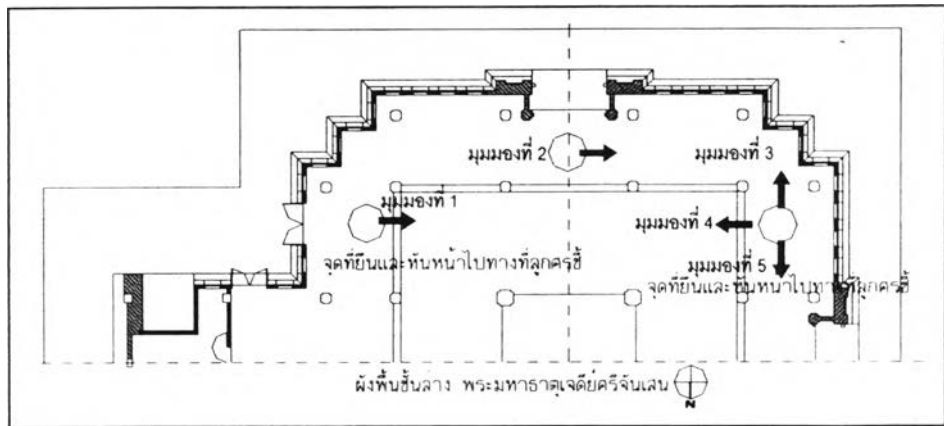 มุมมองที่ 2
มุมมองที่ 3
มุมมองที่ 1
มุมมองที่ 4
จุดที่ยืนและหันหน้าไปทางที่ลูกศรชี้
มุมมองที่ 5
จุดที่ยืนและหันหน้าไปทางที่ลูกศรชี้
ผังพื้นชั้นล่าง พระมหาธาตุเจดีย์ศรีจันเสน
N